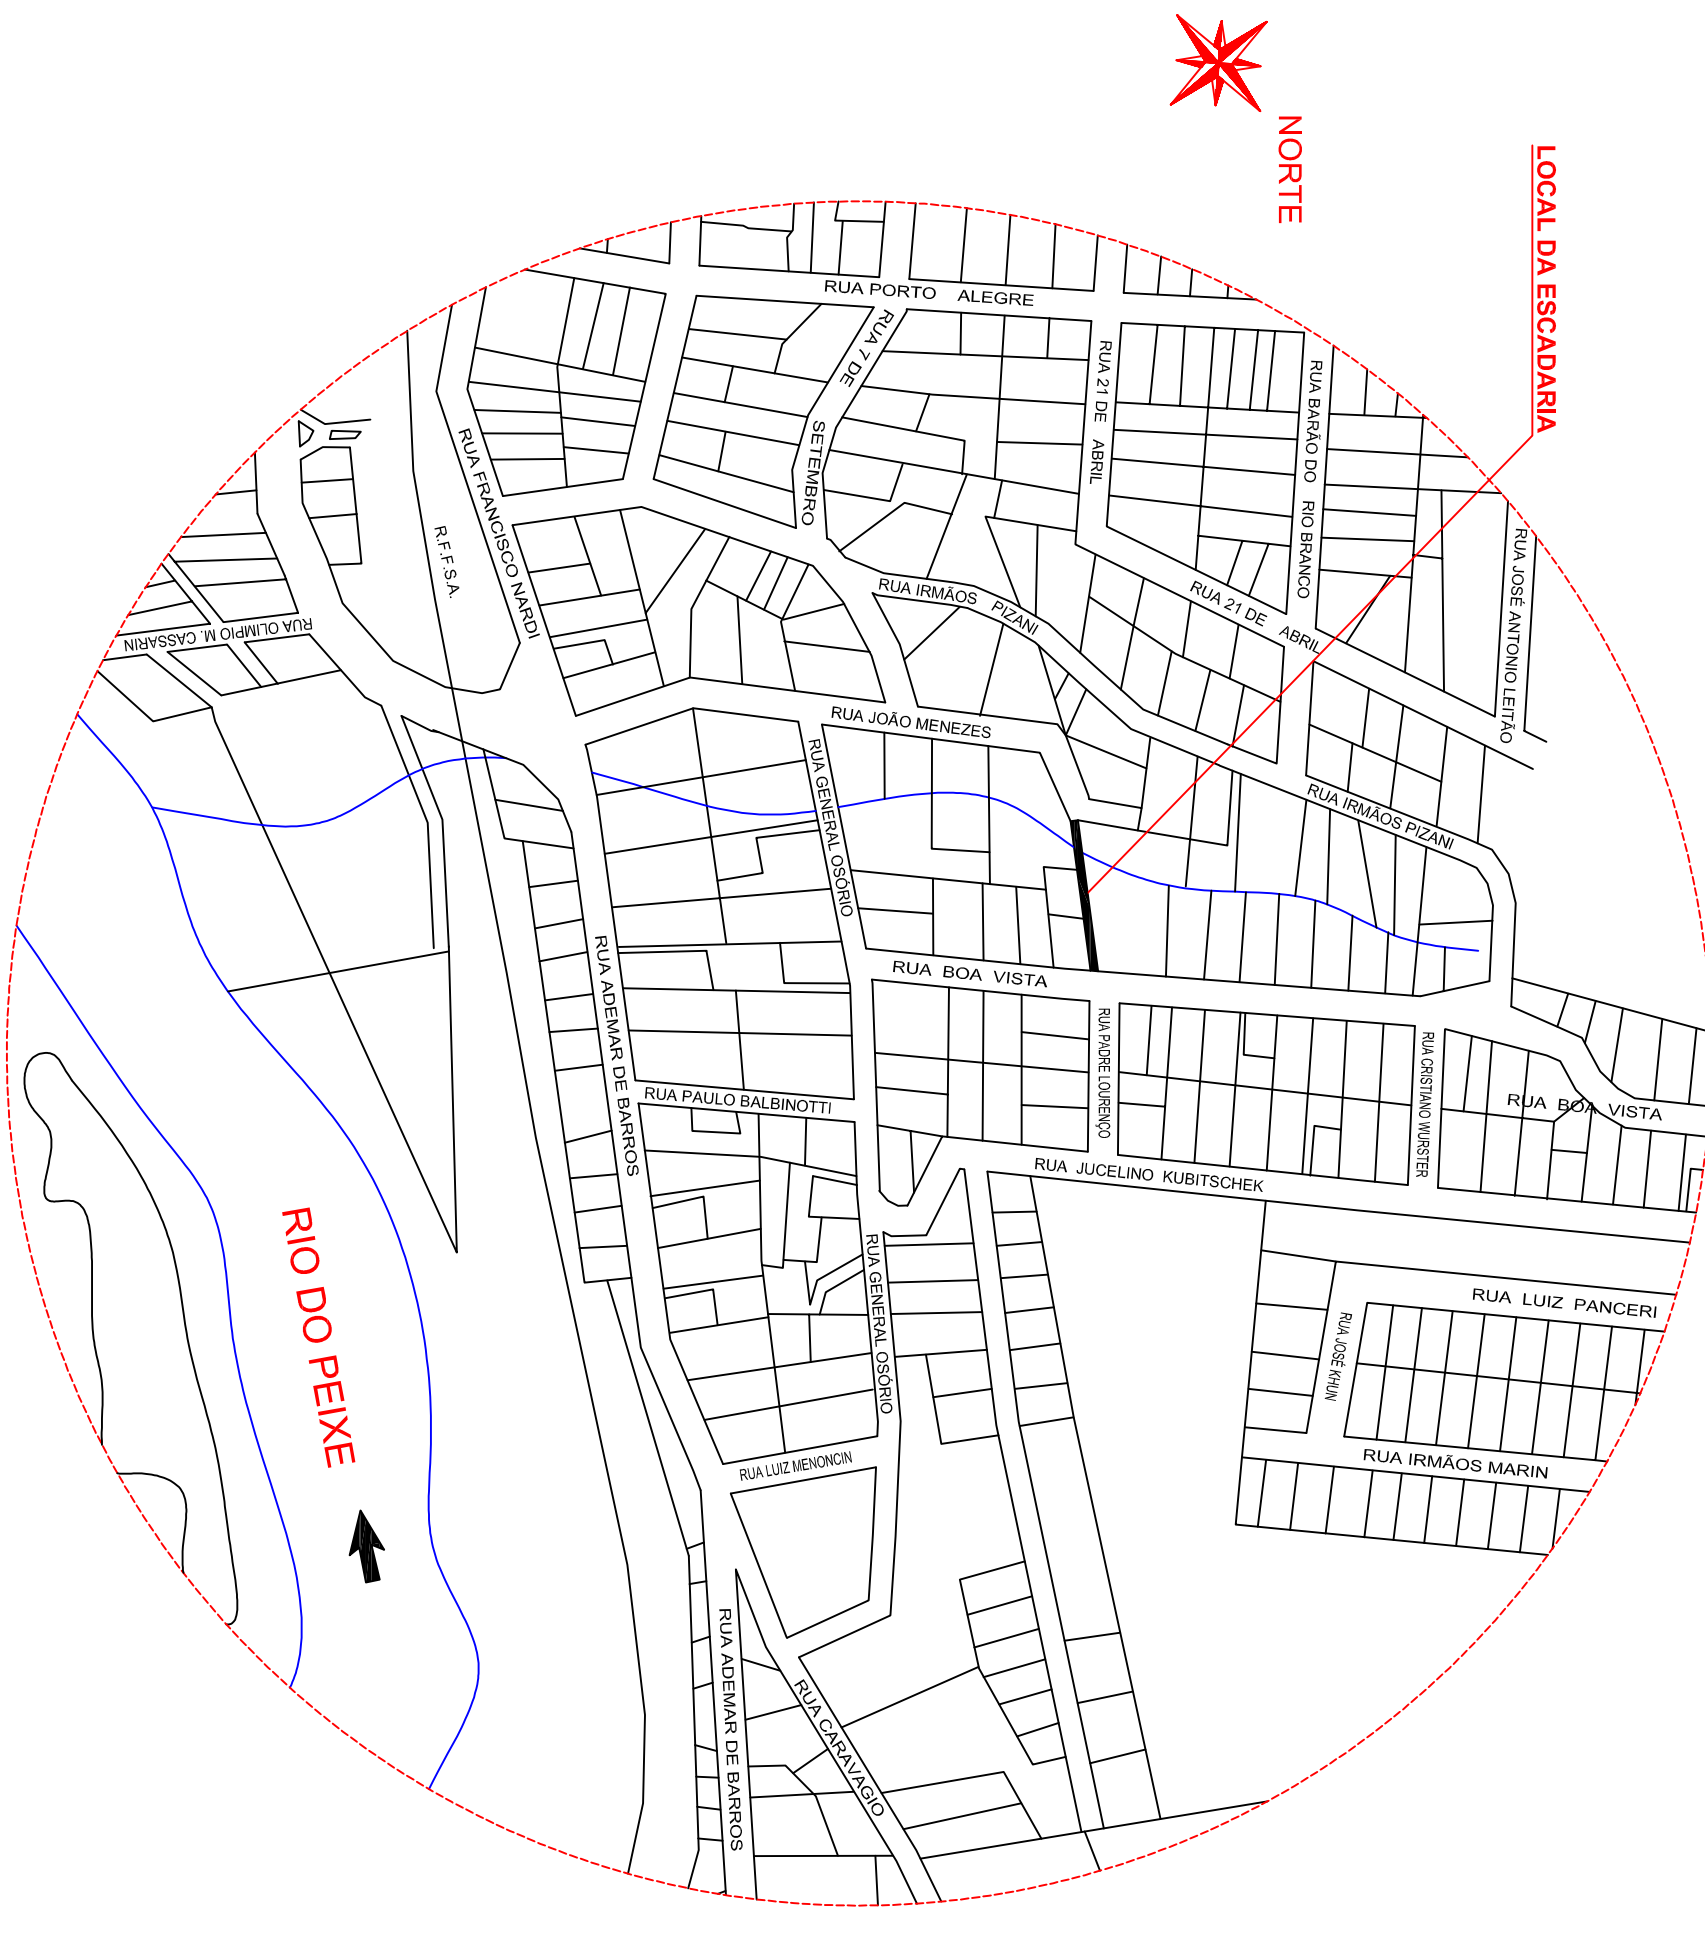 NORTE
LOCAL DA ESCADARIA
RUA PORTO ALEGRE
RUA 7 DE
SETEMBRO
RUA 21 DE ABRIL
RUA BARÃO DO RIO BRANCO
RUA FRANCISCO NARDI
R.F.F.S.A.
RUA JOSÉ ANTONIO LEITÃO
RUA IRMÃOS PIZANI
RUA 21 DE ABRIL
RUA OLIMPIO M. CASSARIN
RUA JOÃO MENEZES
RUA GENERAL OSÓRIO
RUA IRMÃOS PIZANI
RUA ADEMAR DE BARROS
RUA BOA VISTA
RUA PADRE LOURENÇO
RUA CRISTIANO WURSTER
RUA PAULO BALBINOTTI
RUA BOA VISTA
RUA JUCELINO KUBITSCHEK
RIO DO PEIXE
RUA GENERAL OSÓRIO
RUA LUIZ PANCERI
RUA JOSÉ KHUN
RUA LUIZ MENONCIN
RUA IRMÃOS MARIN
RUA ADEMAR DE BARROS
RUA CARAVAGIO